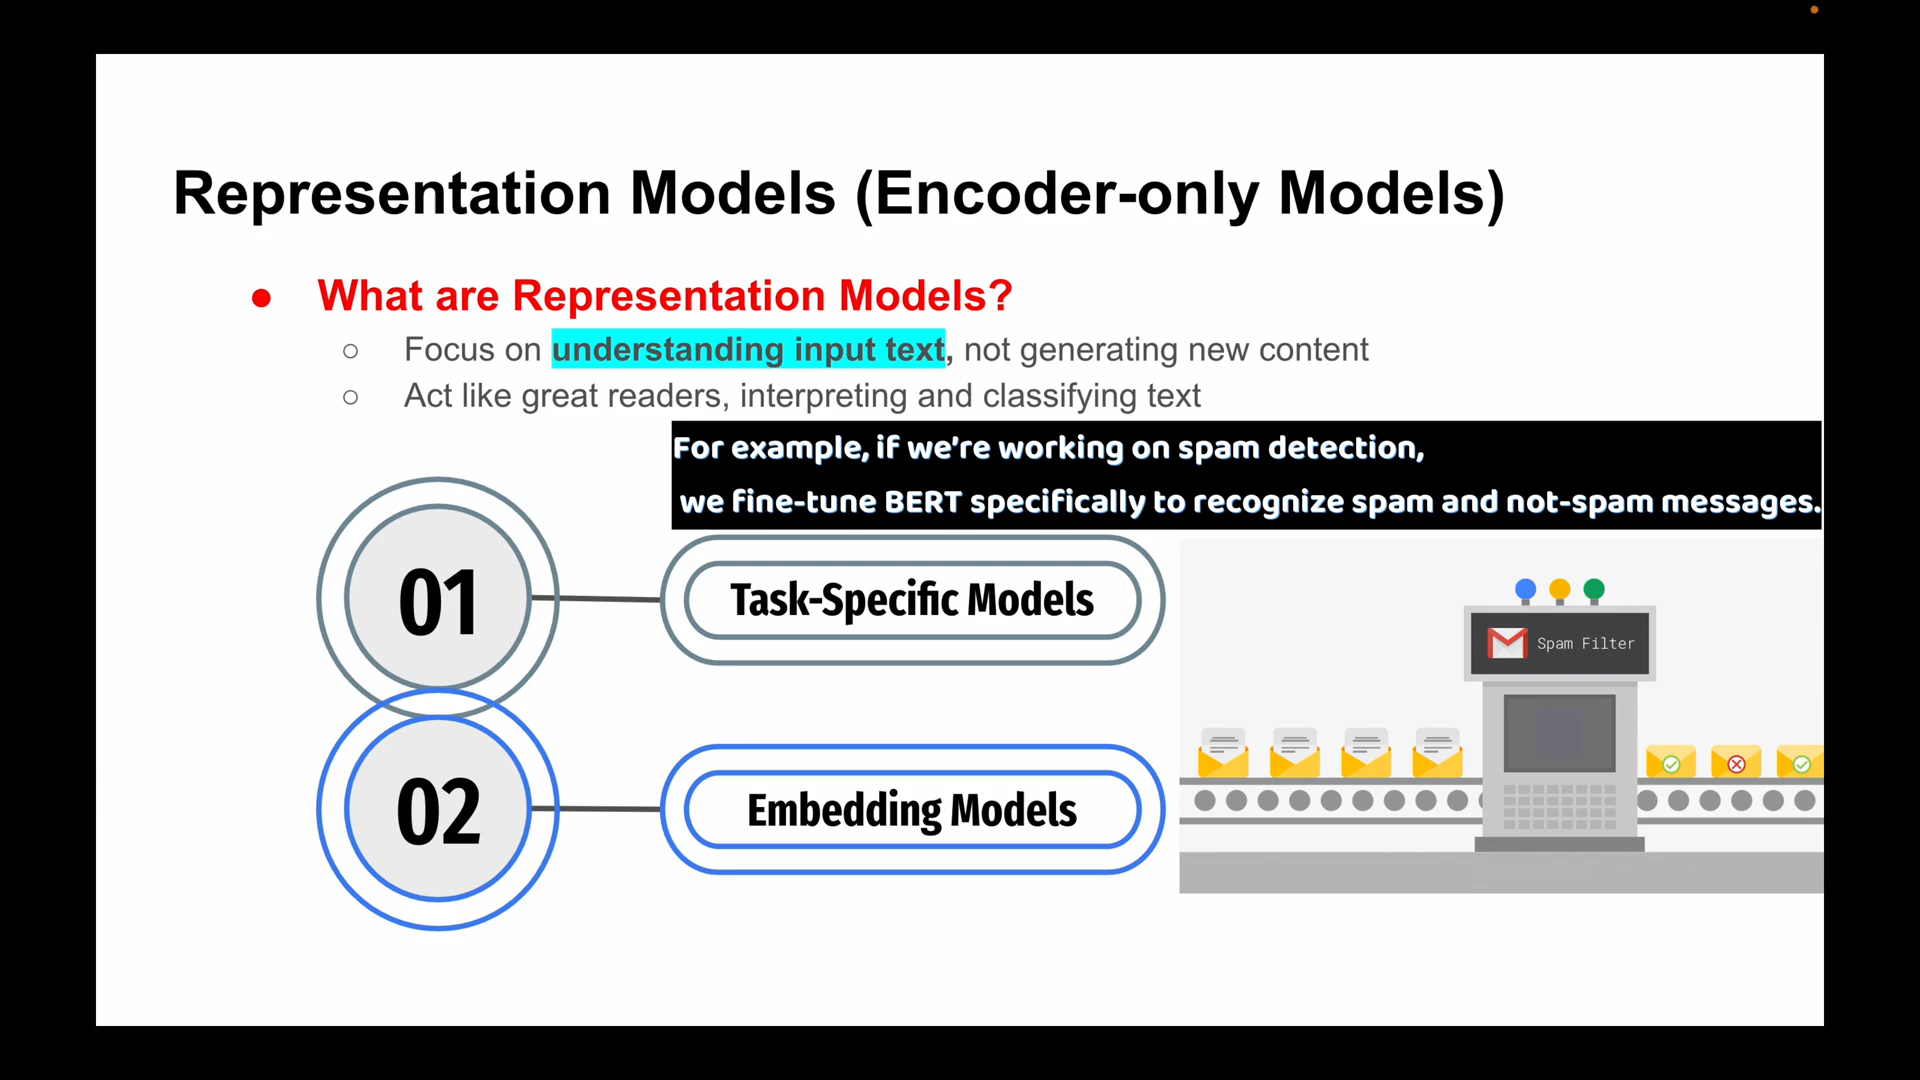 Representation Models (Encoder-only Models)
● What are Representation Models?
○ Focus on understanding input text, not generating new content
○ Act like great readers, interpreting and classifying text
For example, if we're working on spam detection,
we fine-tune BERT specifically to recognize spam and not-spam messages.
01
Task-Specific Models
Spam Filter
02
Embedding Models